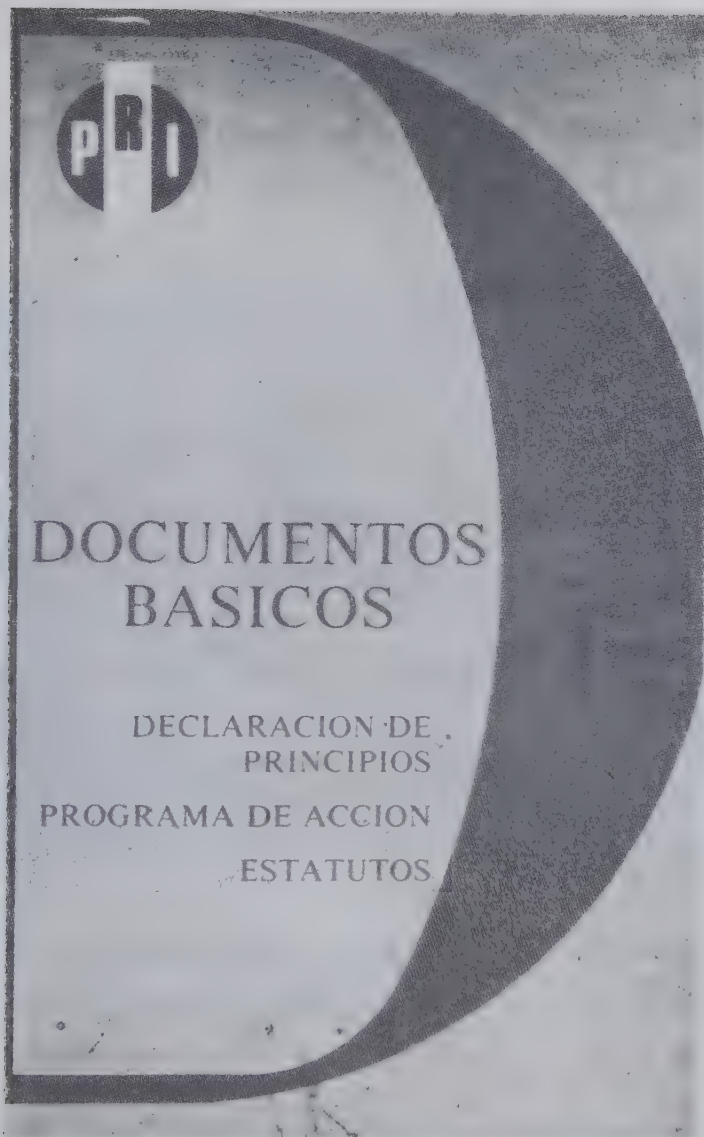 PRI
DOCUMENTOS
BASICOS
DECLARACION DE
PRINCIPIOS
PROGRAMA DE ACCION
ESTATUTOS